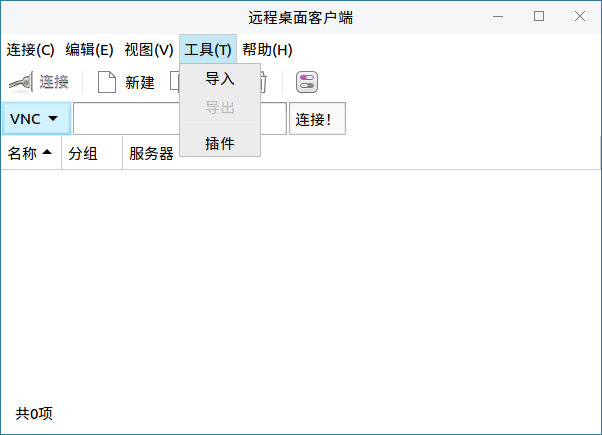 远程桌面客户端
连接(C) 编辑(E) 视图(V) 工具(T) 帮助(H)
连接 新建
导入
导出
插件
VNC 连接！
名称 分组 服务器
共0项